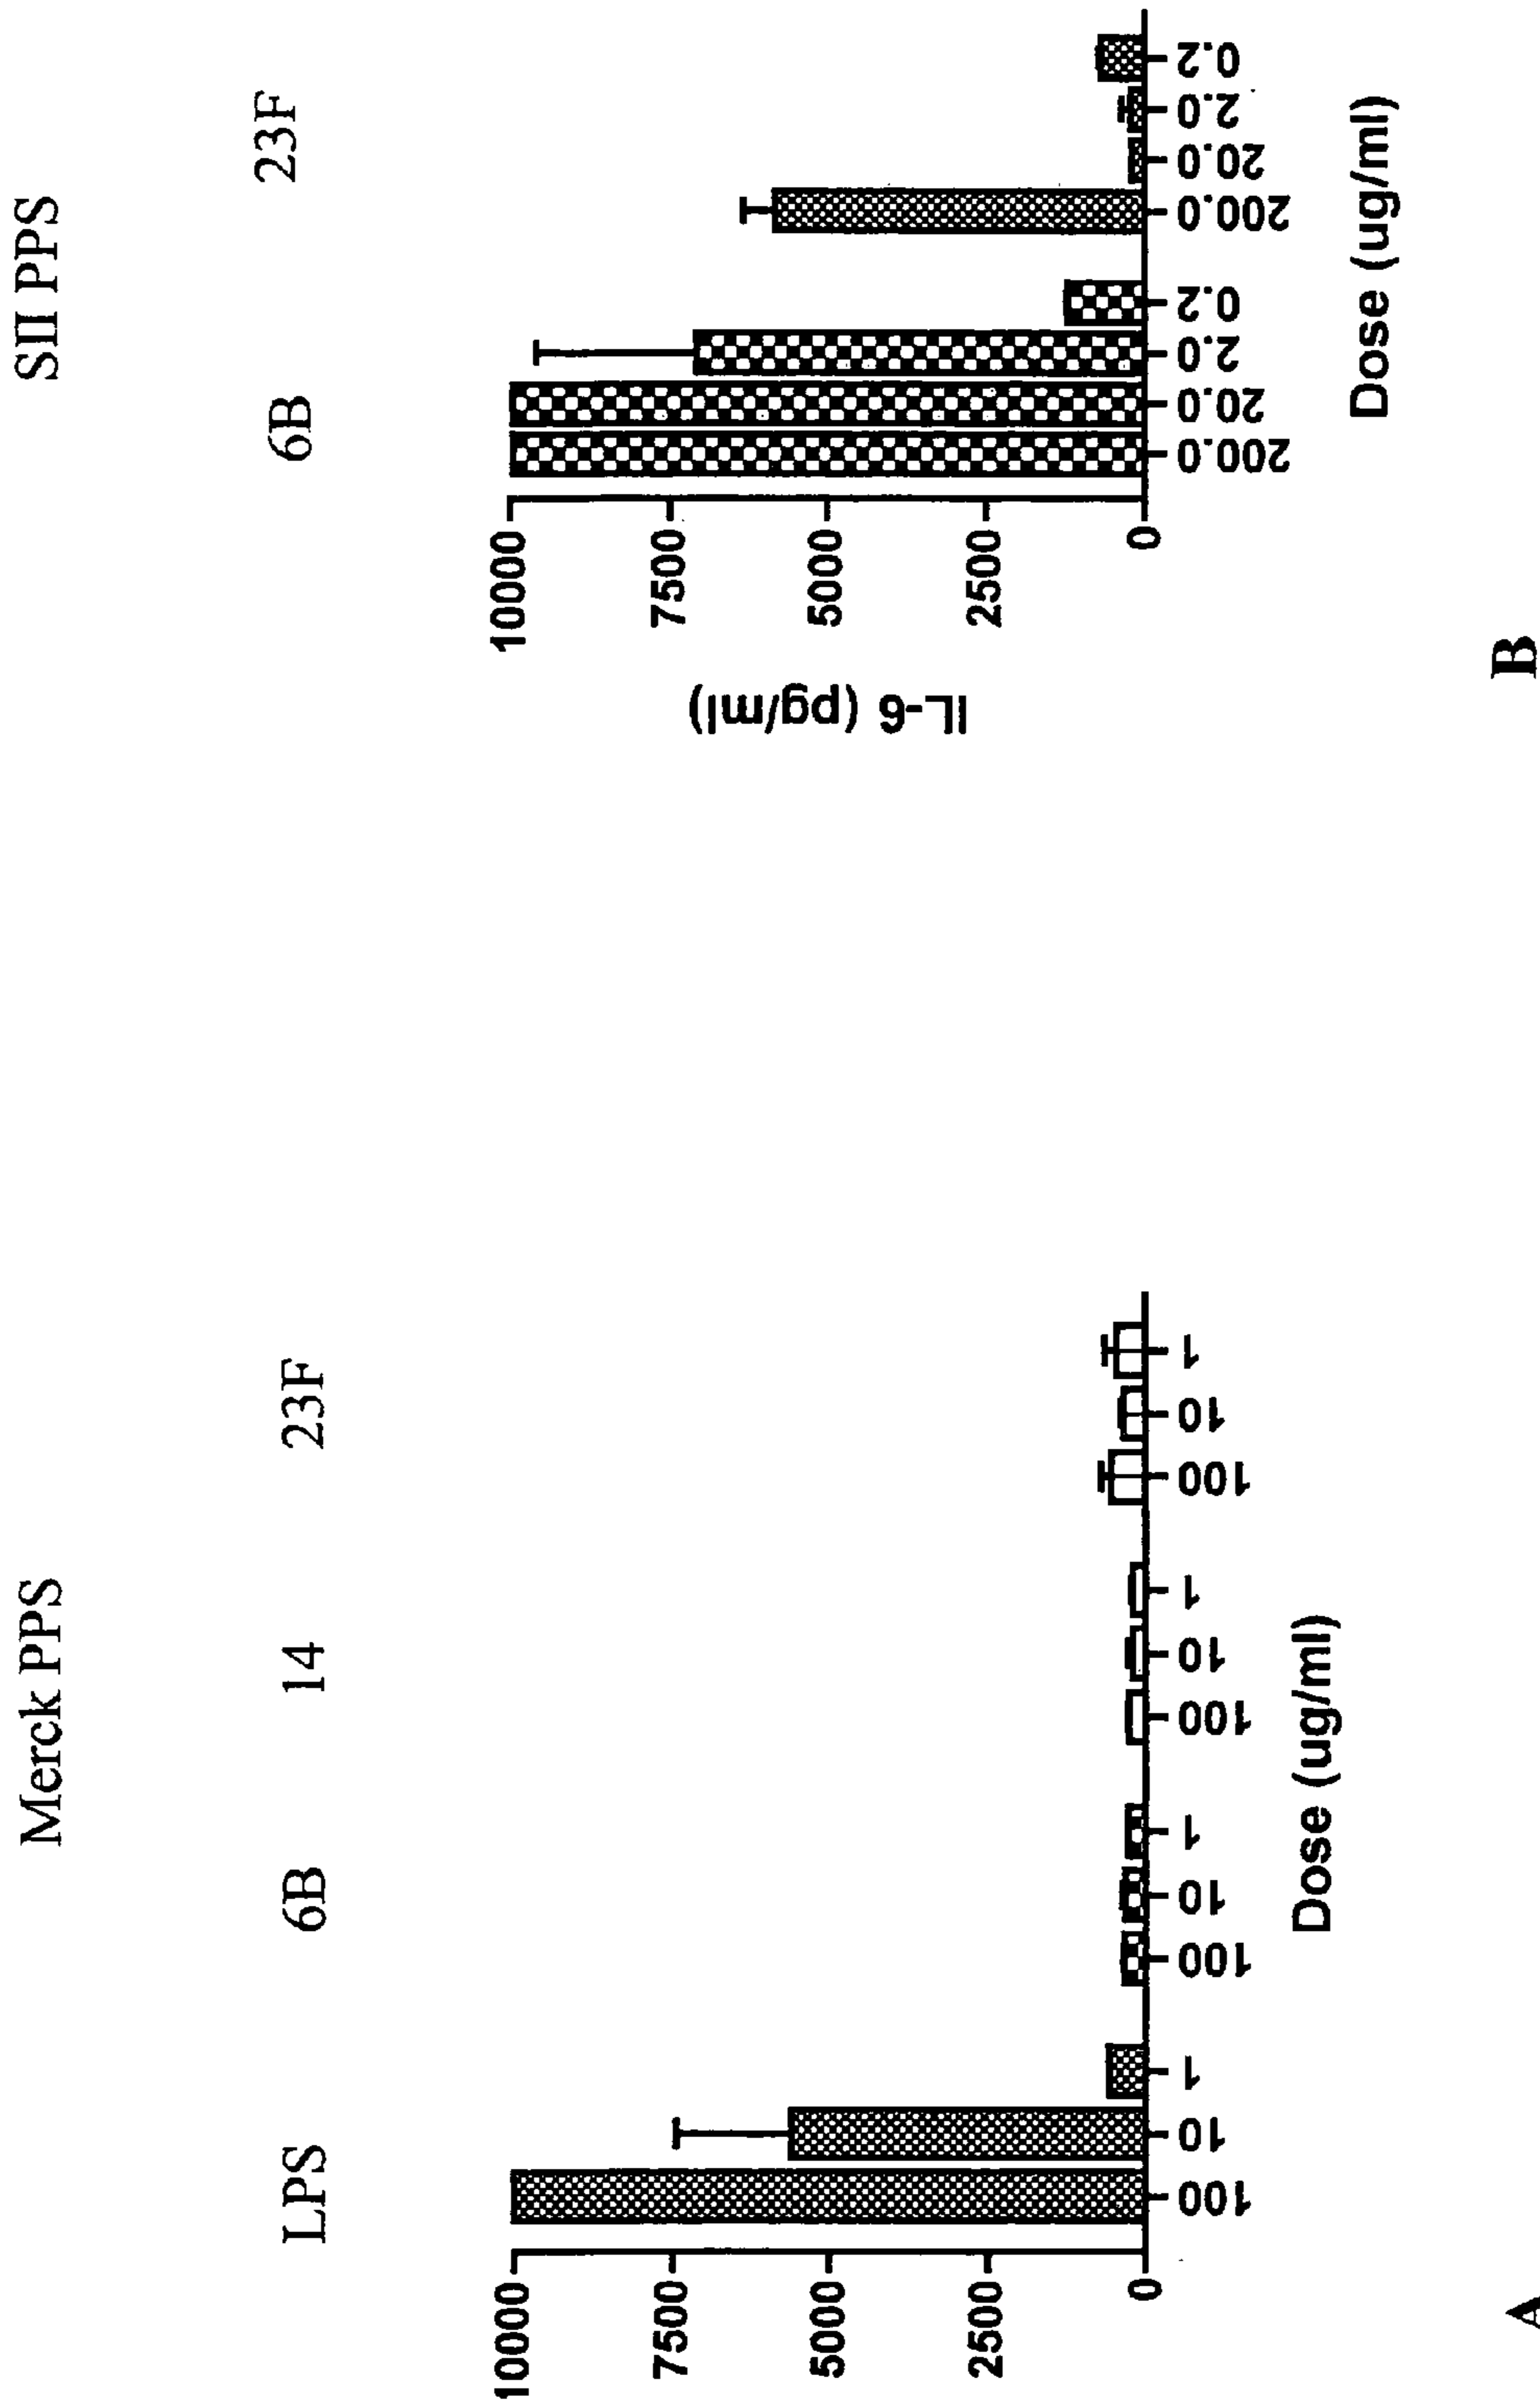 Merck PPS
LPS 6B 14 23F
10000
7500
5000
2500
0
100 10 1 100 10 1 100 10 1 100 10 1
Dose (ug/ml)
A
SII PPS
6B 23F
IL-6 (pg/ml)
10000
7500
5000
2500
0
200.0 20.0 2.0 0.2 200.0 20.0 2.0 0.2
Dose (ug/ml)
B